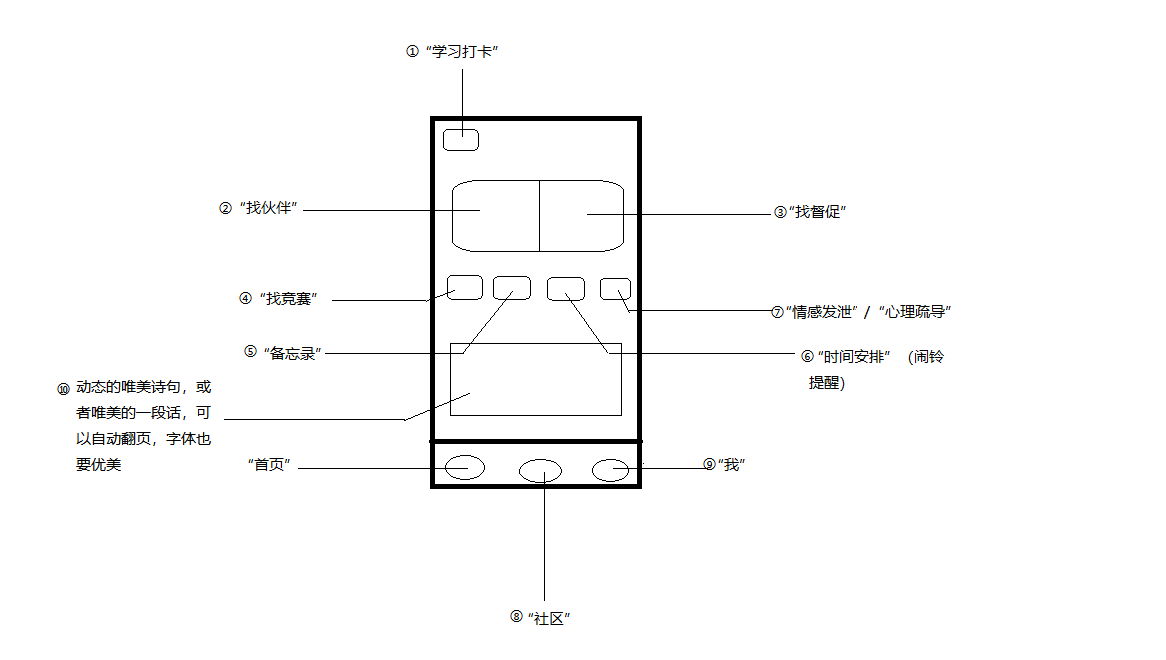 ① “学习打卡”
② “找伙伴”
③“找督促”
④ “找竞赛”
⑦“情感发泄” / “心理疏导”
⑤ “备忘录”
⑥ “时间安排” (闹铃
提醒)
⑩ 动态的唯美诗句，或
者唯美的一段话，可
以自动翻页，字体也
要优美
“首页”
⑨“我”
⑧ “社区”